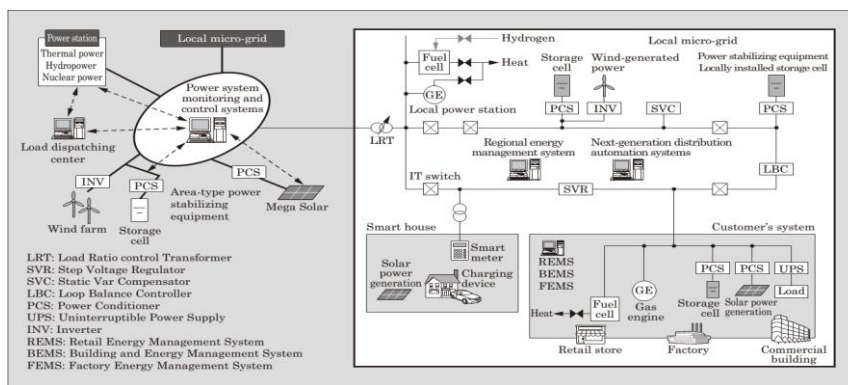 Power station
Thermal power
Hydropower
Nuclear power
Local micro-grid
Power system
monitoring and
control systems
Load dispatching
center
INV
PCS
PCS
Area-type power
stabilizing
equipment
Wind farm
Storage
cell
Mega Solar
LRT: Load Ratio control Transformer
SVR: Step Voltage Regulator
SVC: Static Var Compensator
LBC: Loop Balance Controller
PCS: Power Conditioner
UPS: Uninterruptible Power Supply
INV: Inverter
REMS: Retail Energy Management System
BEMS: Building and Energy Management System
FEMS: Factory Energy Management System
LRT
Hydrogen
Fuel
cell
Heat
GE
Local power station
Local micro-grid
Storage
cell
Wind-generated
power
Power stabilizing equipment
Locally installed storage cell
PCS
INV
SVC
PCS
Regional energy
management system
Next-generation distribution
automation systems
LBC
IT switch
SVR
Smart house
Smart
meter
Solar
power
generation
Charging
device
Customer's system
REMS
BEMS
FEMS
Heat
Fuel
cell
GE
Gas
engine
PCS
Storage
cell
PCS
Solar power
generation
UPS
Load
Retail store
Factory
Commercial
building